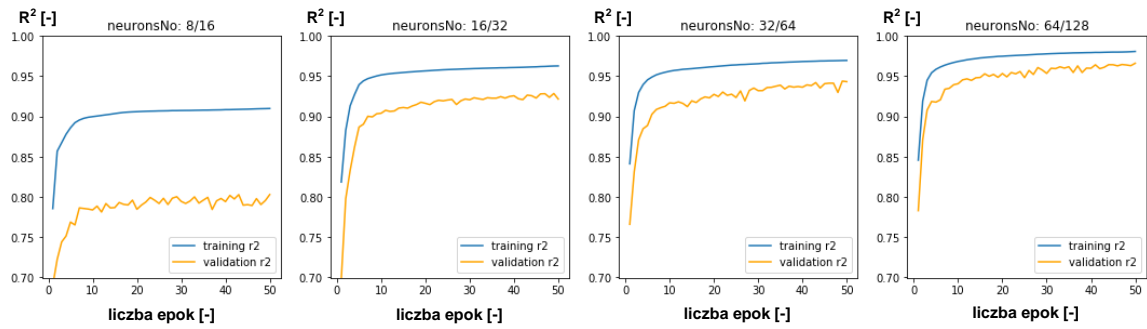 R² [-]
neuronsNo: 8/16
1.00
0.95
0.90
0.85
0.80
0.75
0.70
training r2
validation r2
0 10 20 30 40 50
liczba epok [-]
R² [-]
neuronsNo: 16/32
1.00
0.95
0.90
0.85
0.80
0.75
0.70
training r2
validation r2
0 10 20 30 40 50
liczba epok [-]
R² [-]
neuronsNo: 32/64
1.00
0.95
0.90
0.85
0.80
0.75
0.70
training r2
validation r2
0 10 20 30 40 50
liczba epok [-]
R² [-]
neuronsNo: 64/128
1.00
0.95
0.90
0.85
0.80
0.75
0.70
training r2
validation r2
0 10 20 30 40 50
liczba epok [-]